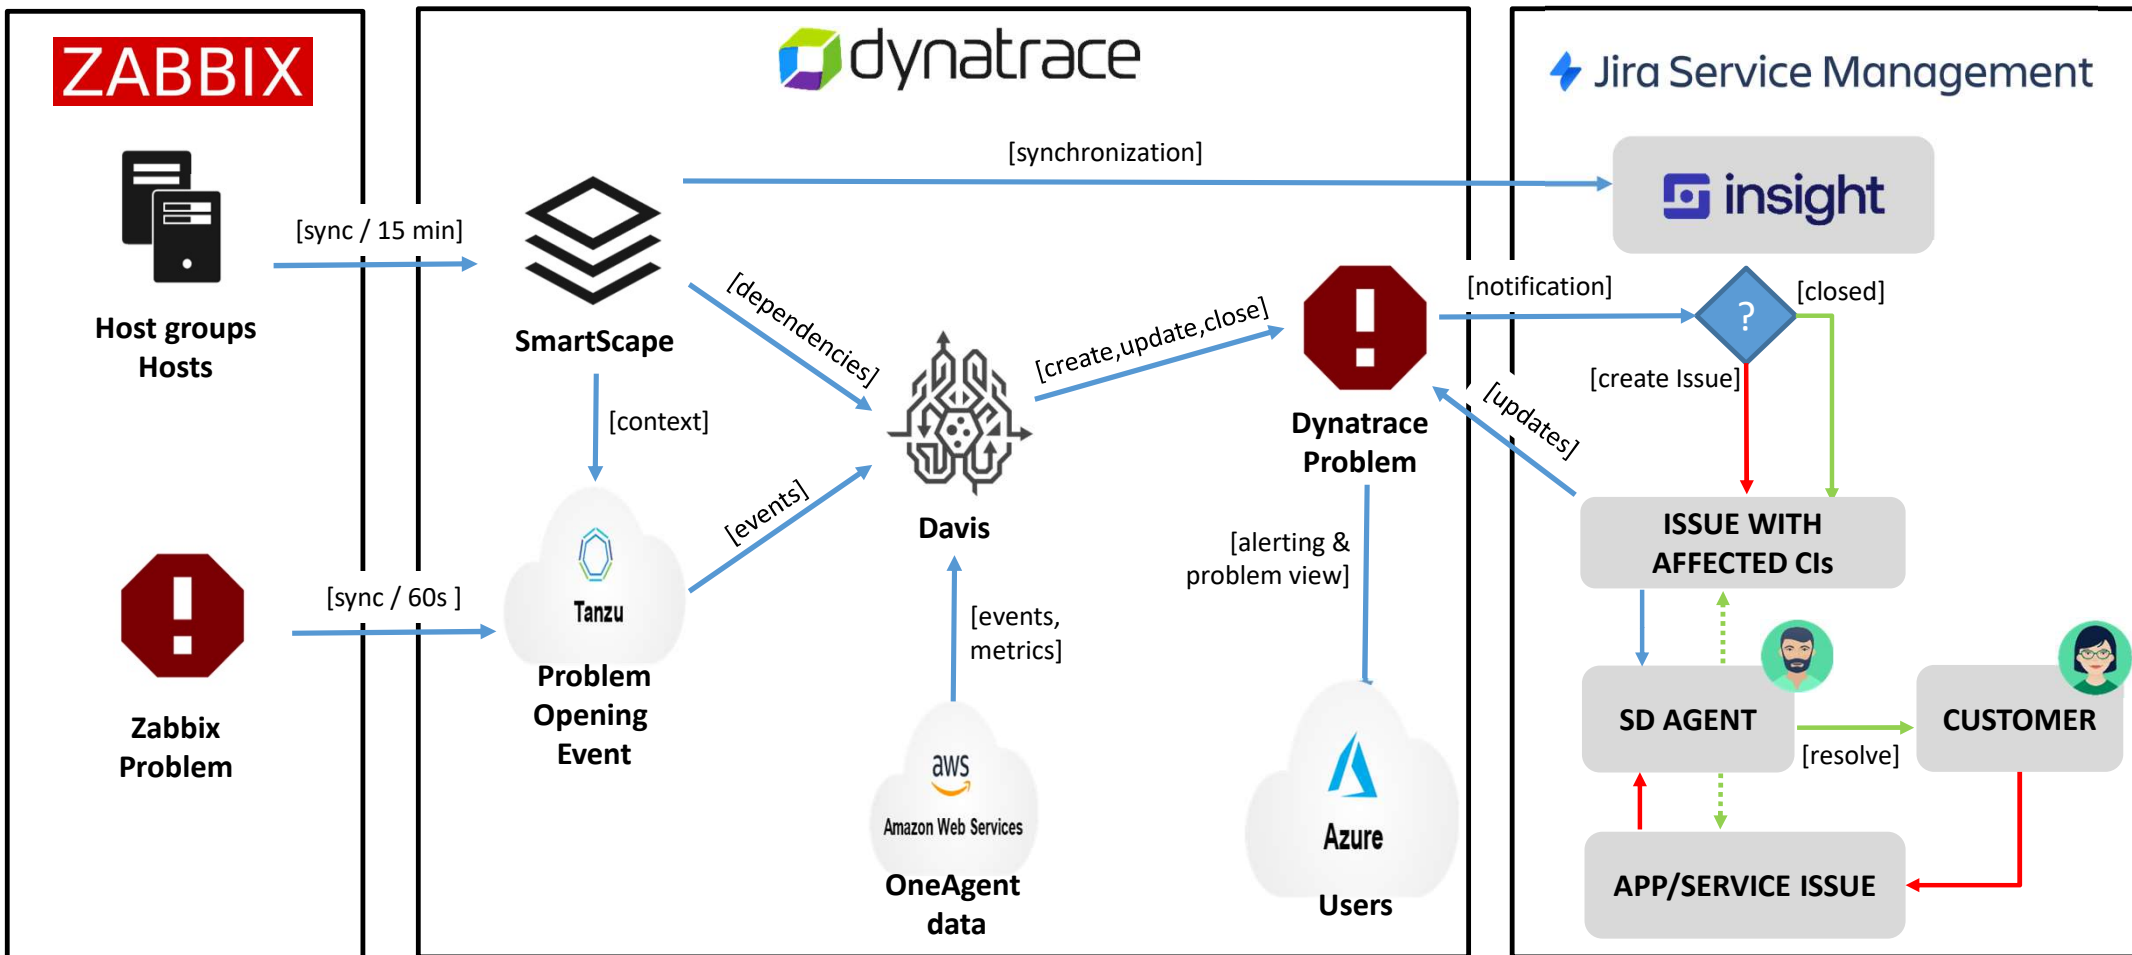 ZABBIX
Host groups
Hosts
[sync / 15 min]
Zabbix
Problem
[sync / 60s ]
dynatrace
[synchronization]
SmartScape
[dependencies]
[context]
Tanzu
Problem
Opening
Event
[events]
Davis
[create,update,close]
[events,
metrics]
aws
Amazon Web Services
OneAgent
data
Dynatrace
Problem
[alerting &
problem view]
Azure
Users
Jira Service Management
insight
[notification]
?
[closed]
[create Issue]
[updates]
ISSUE WITH
AFFECTED CIs
SD AGENT
[resolve]
CUSTOMER
APP/SERVICE ISSUE